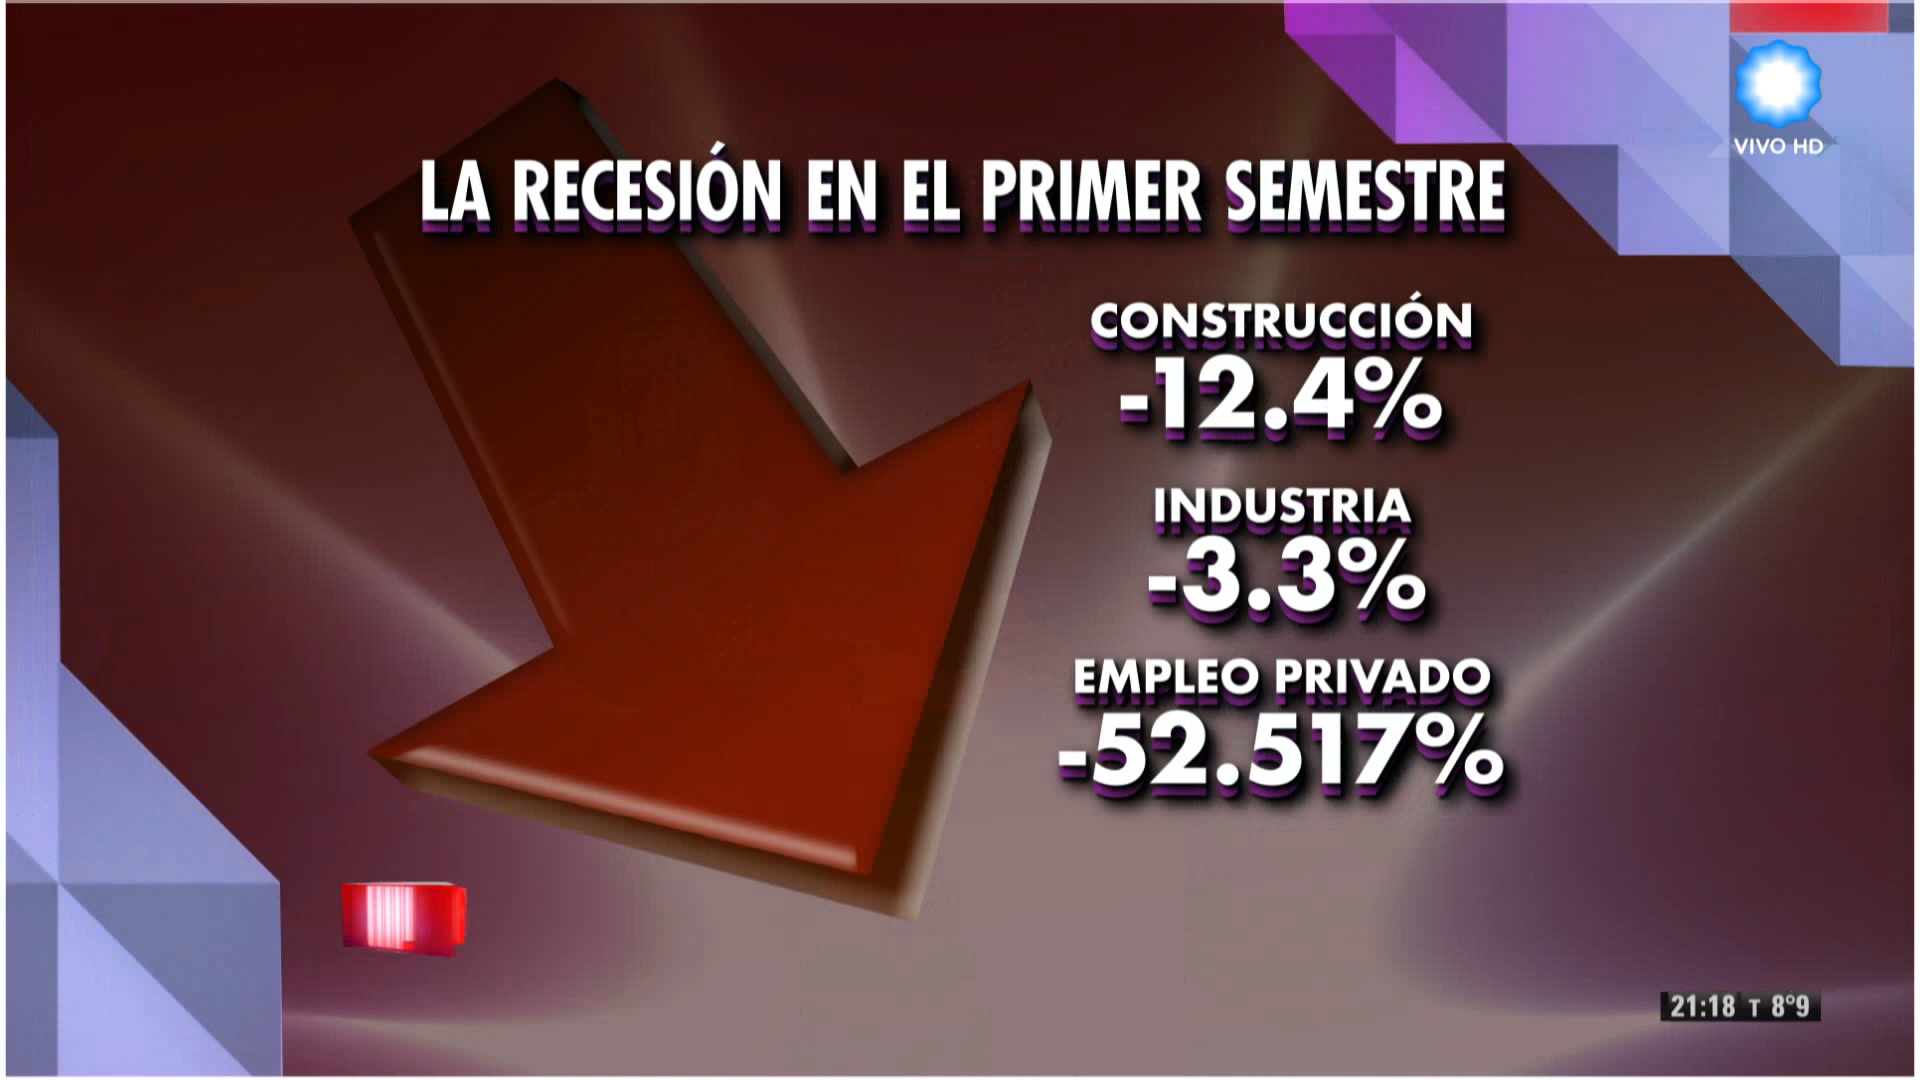 VIVO HD
LA RECESIÓN EN EL PRIMER SEMESTRE
CONSTRUCCIÓN
-12.4%
INDUSTRIA
-3.3%
EMPLEO PRIVADO
-52.517%
21:18 T 8°9